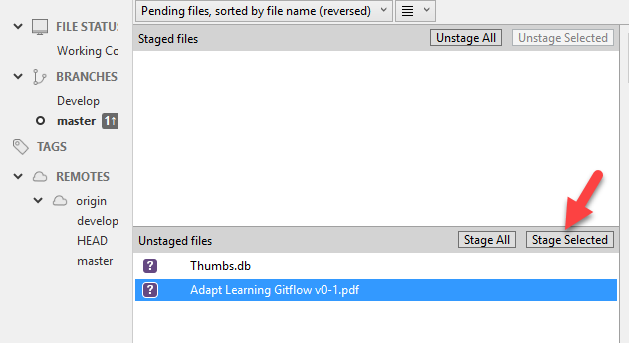 FILE STATUS
Working Co
BRANCHES
Develop
master 1↑
TAGS
REMOTES
origin
develop
HEAD
master
Pending files, sorted by file name (reversed)
Staged files
Unstage All
Unstage Selected
Unstaged files
Stage All
Stage Selected
? Thumbs.db
? Adapt Learning Gitflow v0-1.pdf